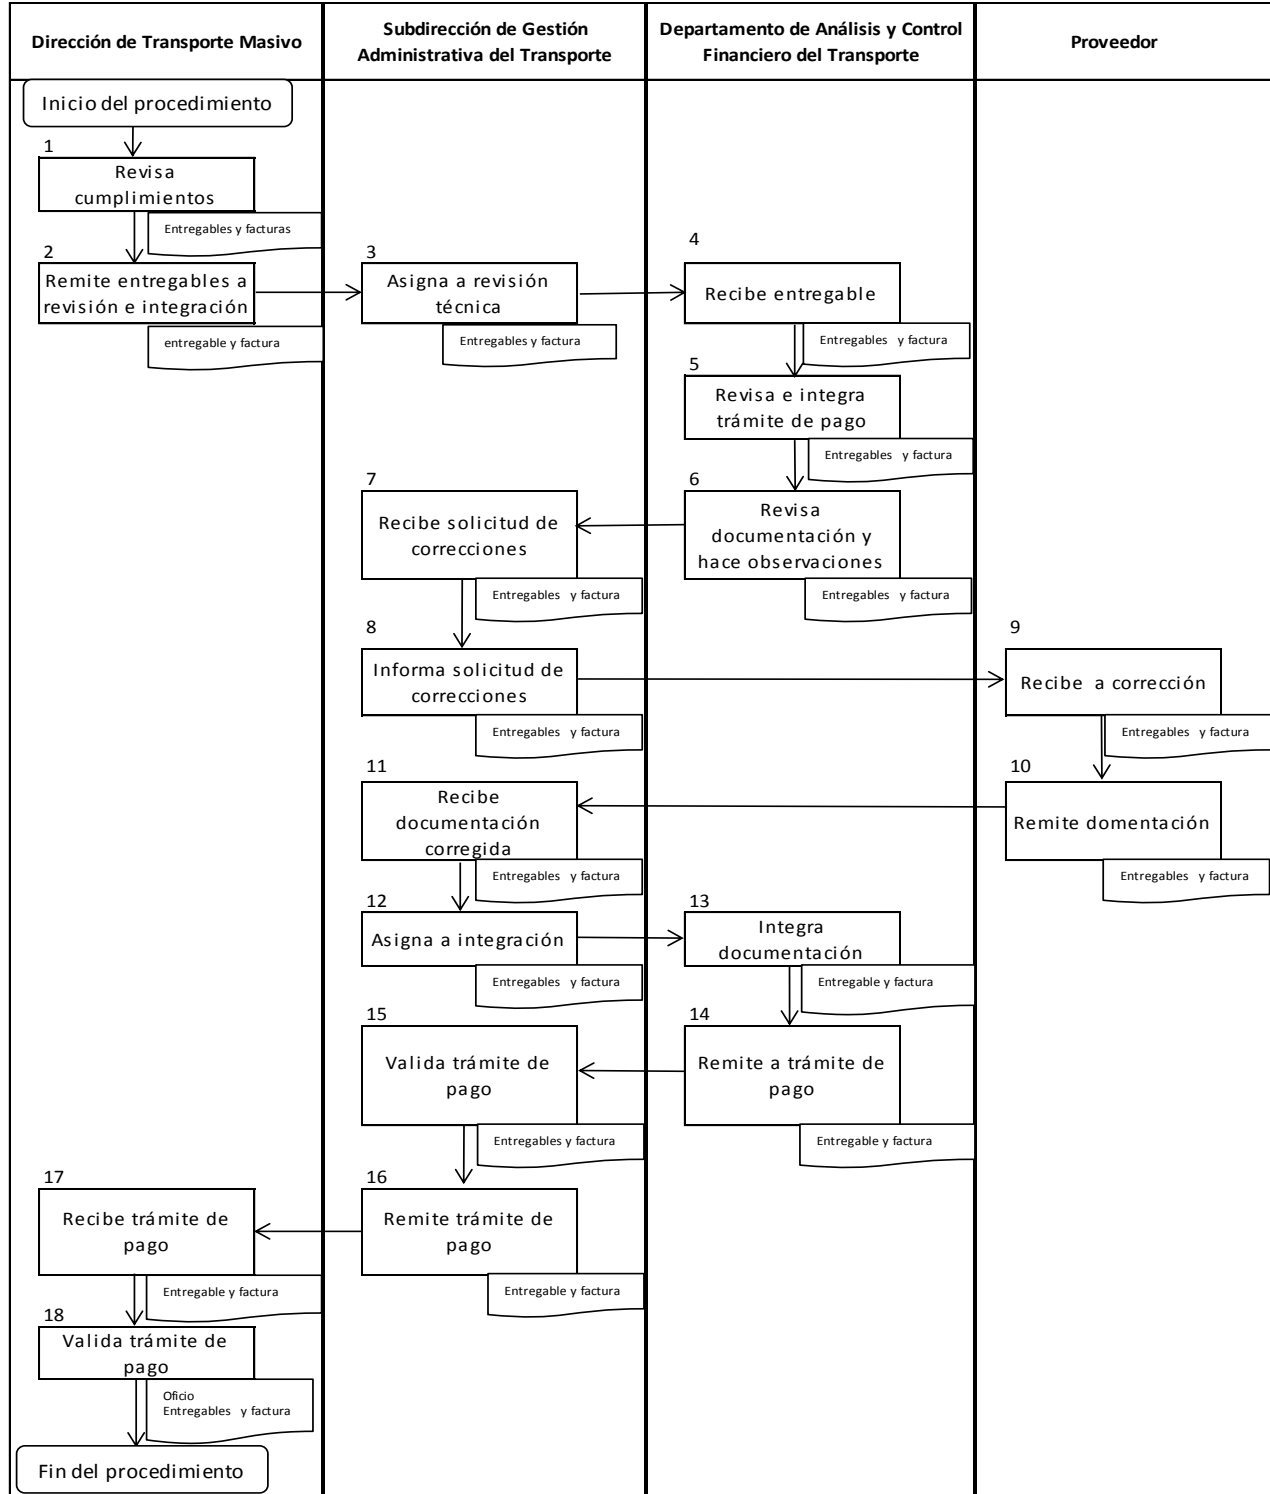 Dirección de Transporte Masivo
Subdirección de Gestión
Administrativa del Transporte
Departamento de Análisis y Control
Financiero del Transporte
Proveedor
Inicio del procedimiento
1
Revisa
cumplimientos
Entregables y facturas
2
Remite entregables a
revisión e integración
entregable y factura
3
Asigna a revisión
técnica
Entregables y factura
4
Recibe entregable
Entregables y factura
5
Revisa e integra
trámite de pago
Entregables y factura
6
Revisa
documentación y
hace observaciones
Entregables y factura
7
Recibe solicitud de
correcciones
Entregables y factura
8
Informa solicitud de
correcciones
Entregables y factura
9
Recibe a corrección
Entregables y factura
10
Remite domentación
Entregables y factura
11
Recibe
documentación
corregida
Entregables y factura
12
Asigna a integración
Entregables y factura
13
Integra
documentación
Entregable y factura
14
Remite a trámite de
pago
Entregable y factura
15
Valida trámite de
pago
Entregables y factura
16
Remite trámite de
pago
Entregable y factura
17
Recibe trámite de
pago
Entregable y factura
18
Valida trámite de
pago
Oficio
Entregables y factura
Fin del procedimiento